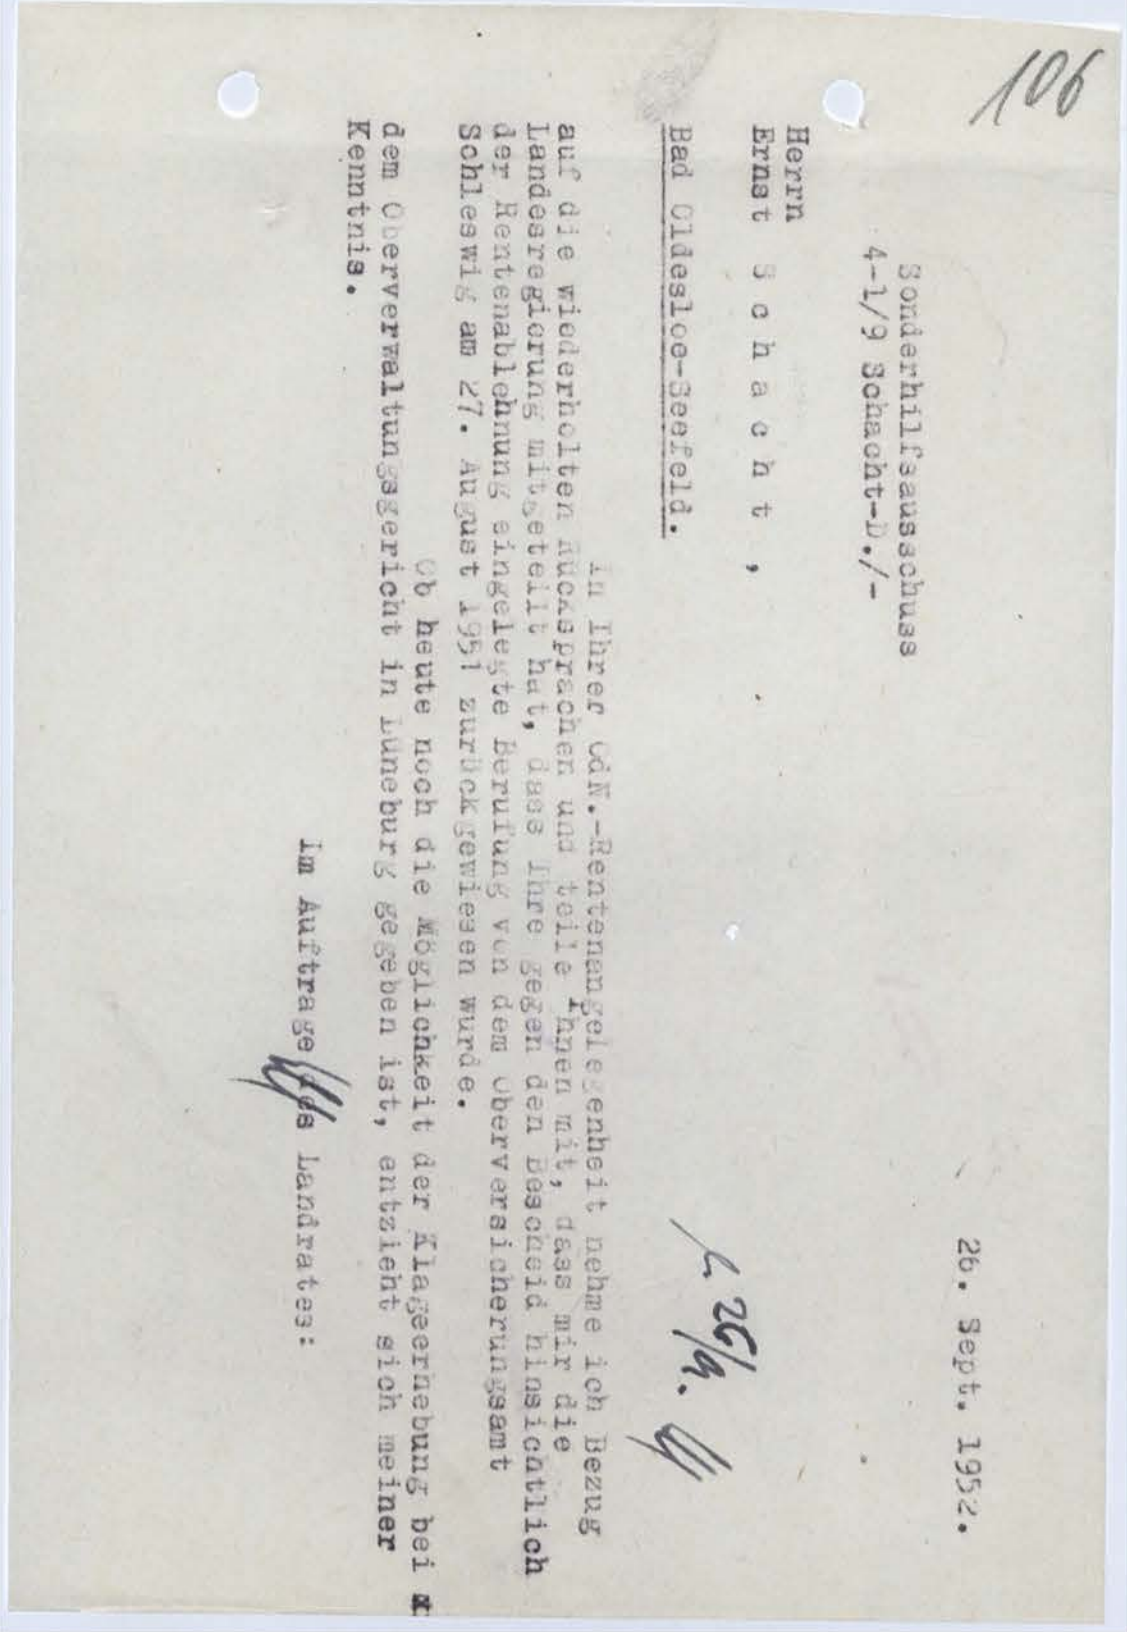 106
26. Sept. 1952.
Sonderhilfsausschuss
4-1/9 Schacht-D./-
Herrn
Ernst S c h a c h t ,
Bad Oldesloe-Seefeld.
26/9.
In Ihrer OdN.-Rentenangelegenheit nehme ich Bezug
auf die wiederholten Rücksprachen und teile Ihnen mit, dass mir die
Landesregierung mitgeteilt hat, dass Ihre gegen den Bescheid hinsichtlich
der Rentenablehnung eingelegte Berufung von dem Oberversicherungsamt
Schleswig am 27. August 1951 zurückgewiesen wurde.
Ob heute noch die Möglichkeit der Klageerhebung bei
dem Oberverwaltungsgericht in Lüneburg gegeben ist, entzieht sich meiner
Kenntnis.
Im Auftrage des Landrates: